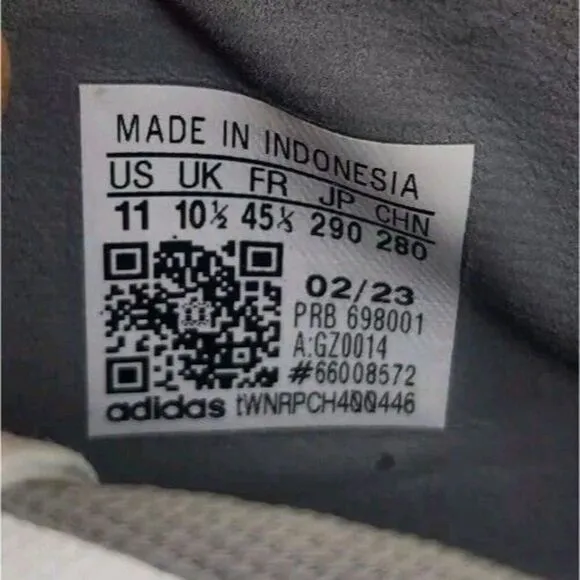 MADE IN INDONESIA
US UK FR JP CHN
11 10½ 45⅓ 290 280
02/23
PRB 698001
A:GZ0014
#66008572
adidas tWNRPCH400446